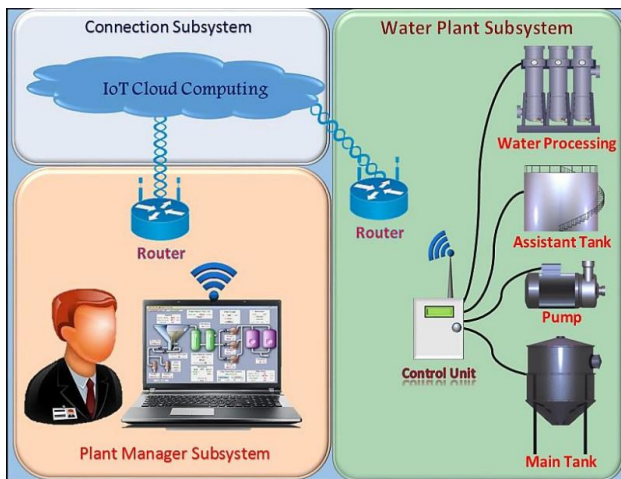 Connection Subsystem
IoT Cloud Computing
Router
Plant Manager Subsystem
Water Plant Subsystem
Water Processing
Router
Assistant Tank
Pump
Control Unit
Main Tank